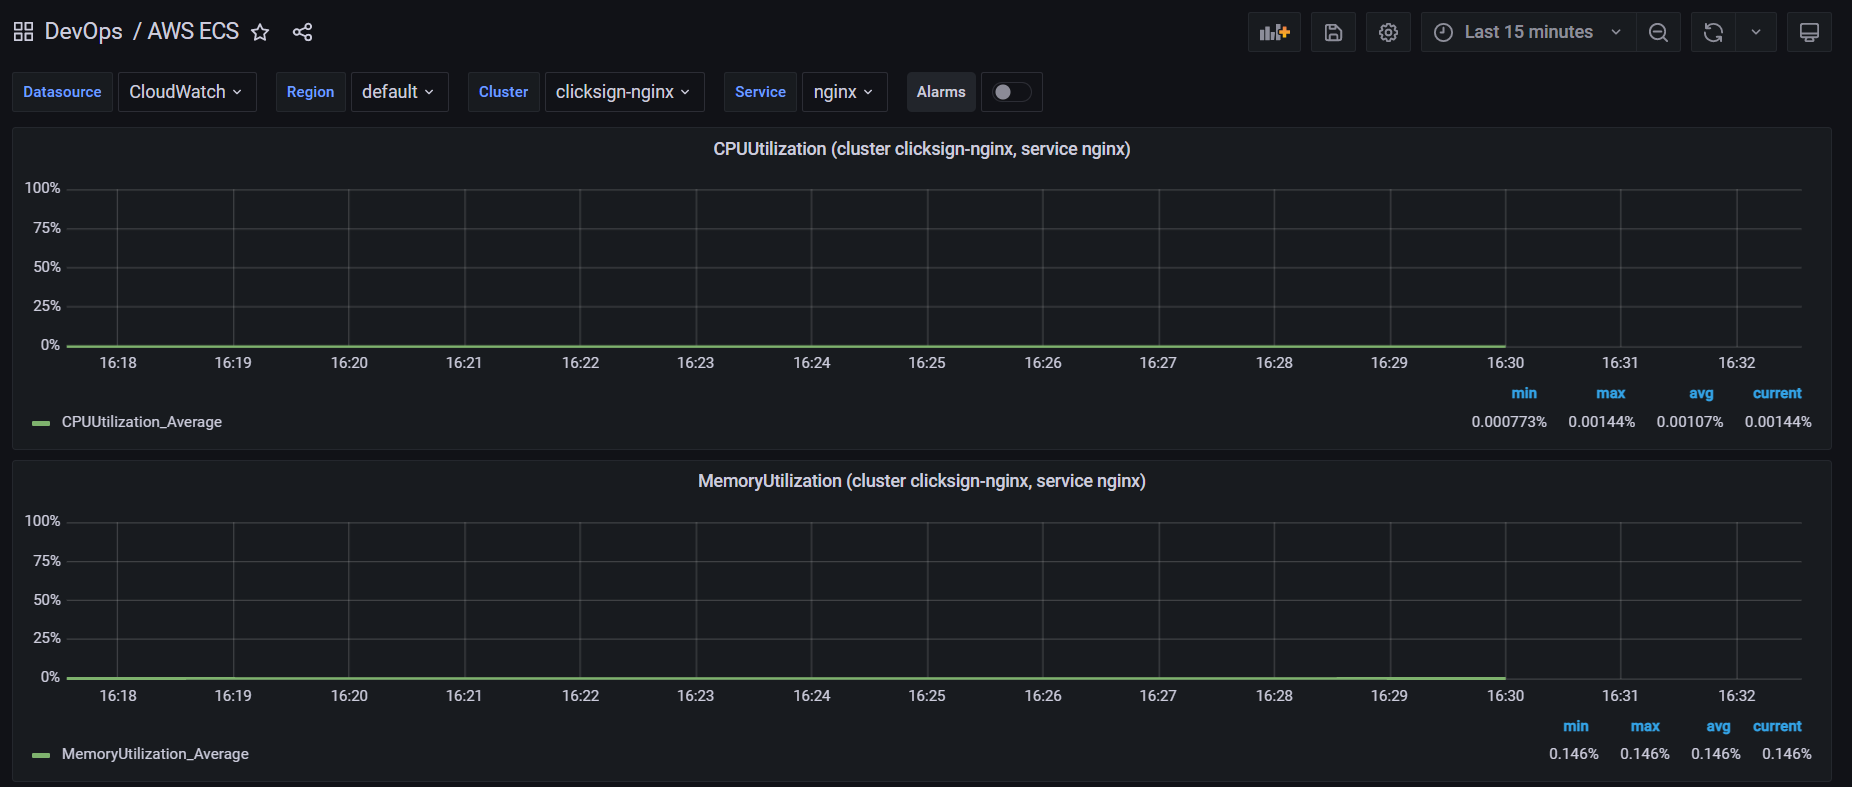 DevOps / AWS ECS
Last 15 minutes
Datasource CloudWatch Region default Cluster clicksign-nginx Service nginx Alarms
CPUUtilization (cluster clicksign-nginx, service nginx)
100%
75%
50%
25%
0%
16:18 16:19 16:20 16:21 16:22 16:23 16:24 16:25 16:26 16:27 16:28 16:29 16:30 16:31 16:32
min max avg current
CPUUtilization_Average 0.000773% 0.00144% 0.00107% 0.00144%
MemoryUtilization (cluster clicksign-nginx, service nginx)
100%
75%
50%
25%
0%
16:18 16:19 16:20 16:21 16:22 16:23 16:24 16:25 16:26 16:27 16:28 16:29 16:30 16:31 16:32
min max avg current
MemoryUtilization_Average 0.146% 0.146% 0.146% 0.146%